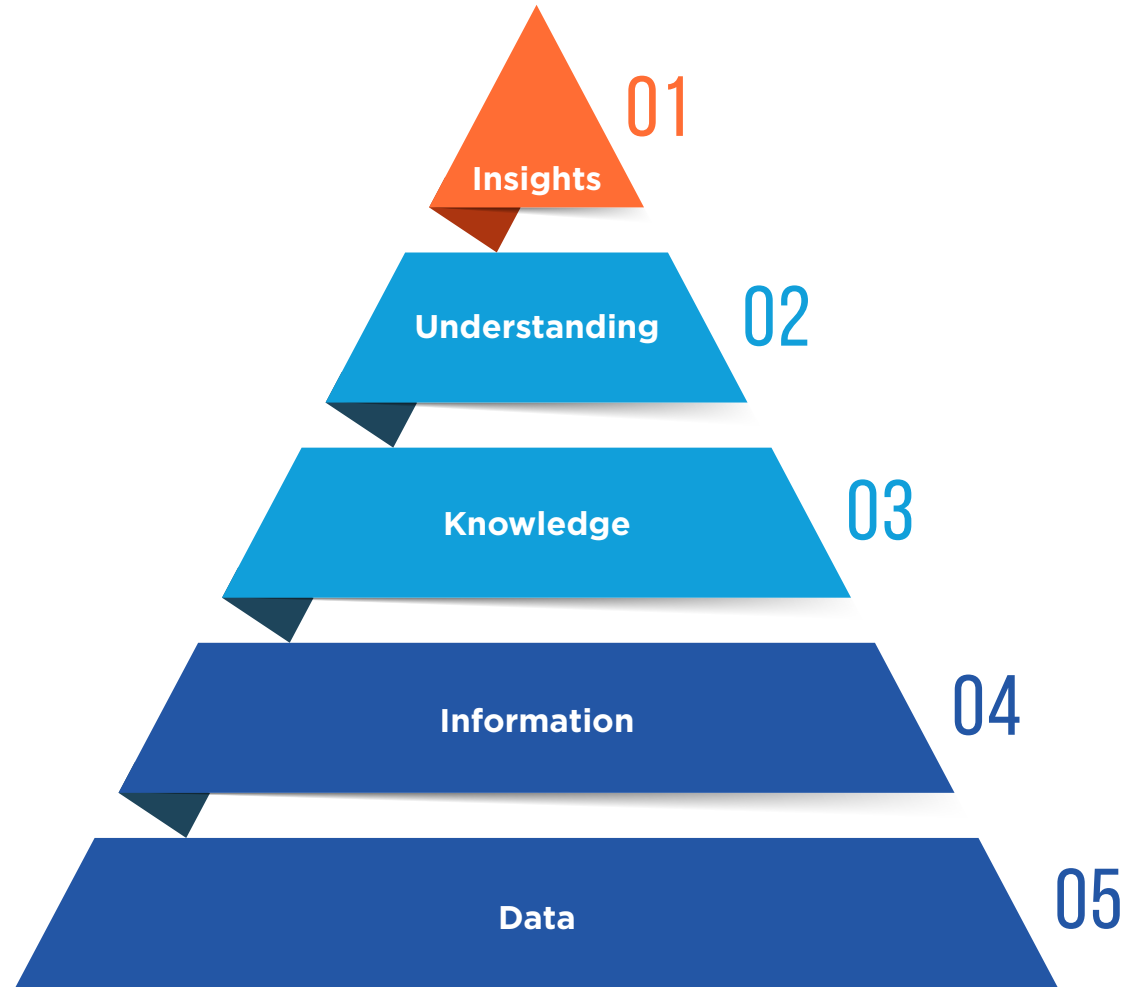 01
Insights
02
Understanding
03
Knowledge
04
Information
05
Data